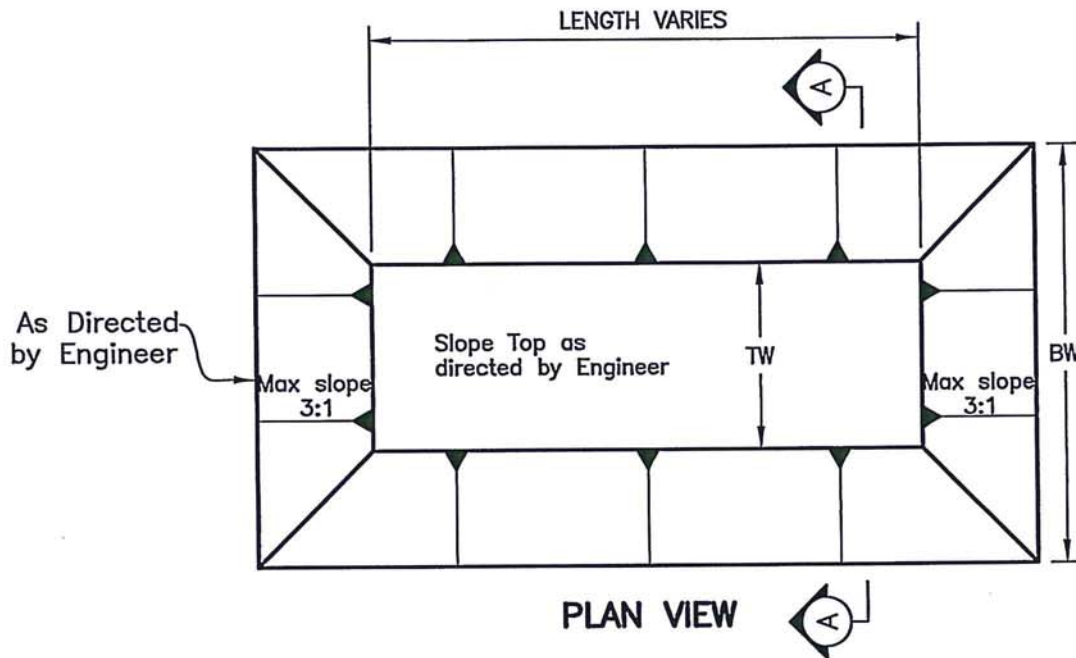 LENGTH VARIES
A
As Directed
by Engineer
Max slope
3:1
Slope Top as
directed by Engineer
TW
Max slope
3:1
BW
PLAN VIEW
A